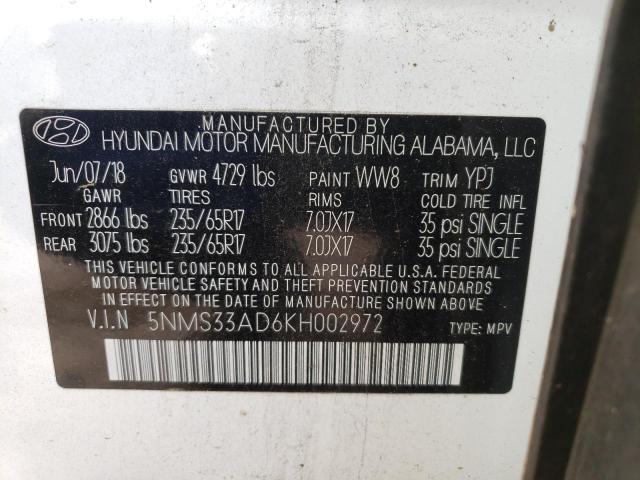 MANUFACTURED BY
HYUNDAI MOTOR MANUFACTURING ALABAMA, LLC
Jun/07/18 GVWR 4729 lbs PAINT WW8 TRIM YPJ
GAWR TIRES RIMS COLD TIRE INFL
FRONT 2866 lbs 235/65R17 7.0JX17 35 psi SINGLE
REAR 3075 lbs 235/65R17 7.0JX17 35 psi SINGLE
THIS VEHICLE CONFORMS TO ALL APPLICABLE U.S.A. FEDERAL
MOTOR VEHICLE SAFETY AND THEFT PREVENTION STANDARDS
IN EFFECT ON THE DATE OF MANUFACTURE SHOWN ABOVE.
V.I.N 5NMS33AD6KH002972 TYPE: MPV